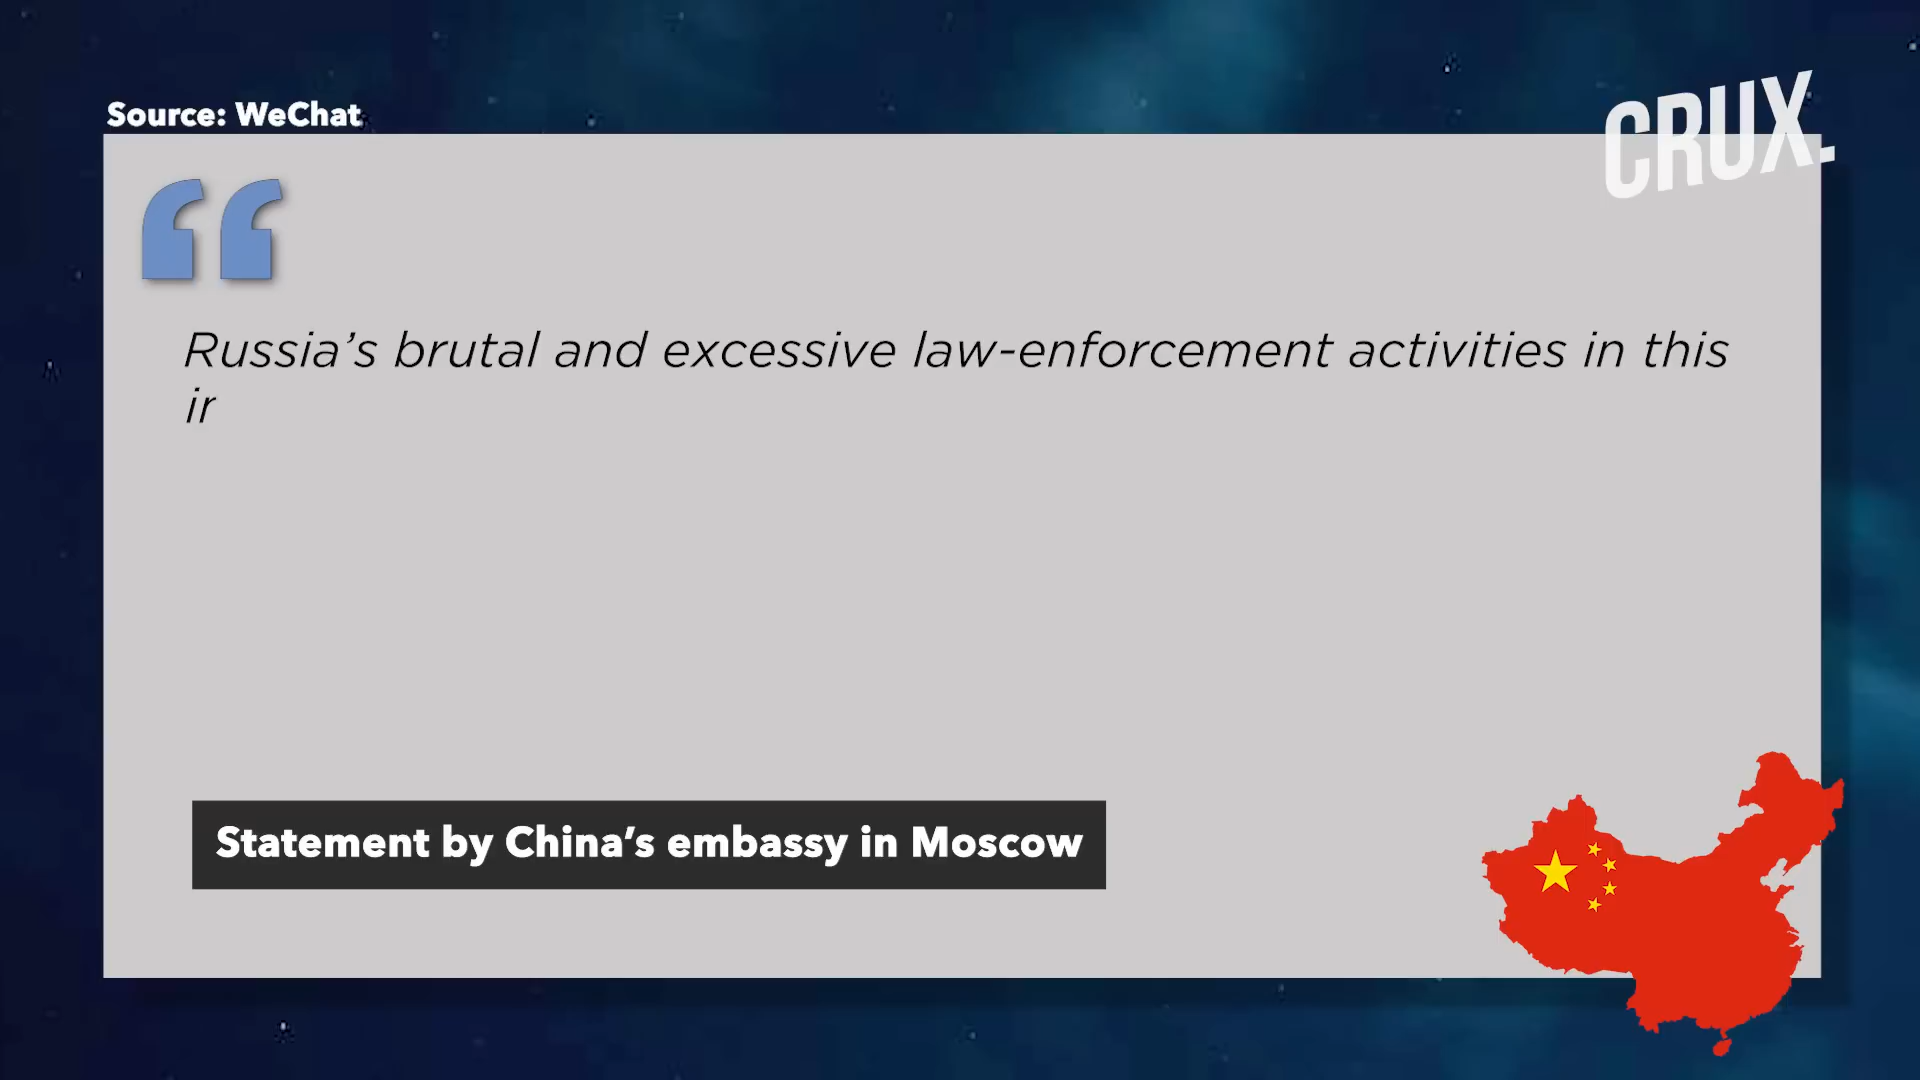 Source: WeChat
CRUX.
“
Russia’s brutal and excessive law-enforcement activities in this
ir
Statement by China’s embassy in Moscow